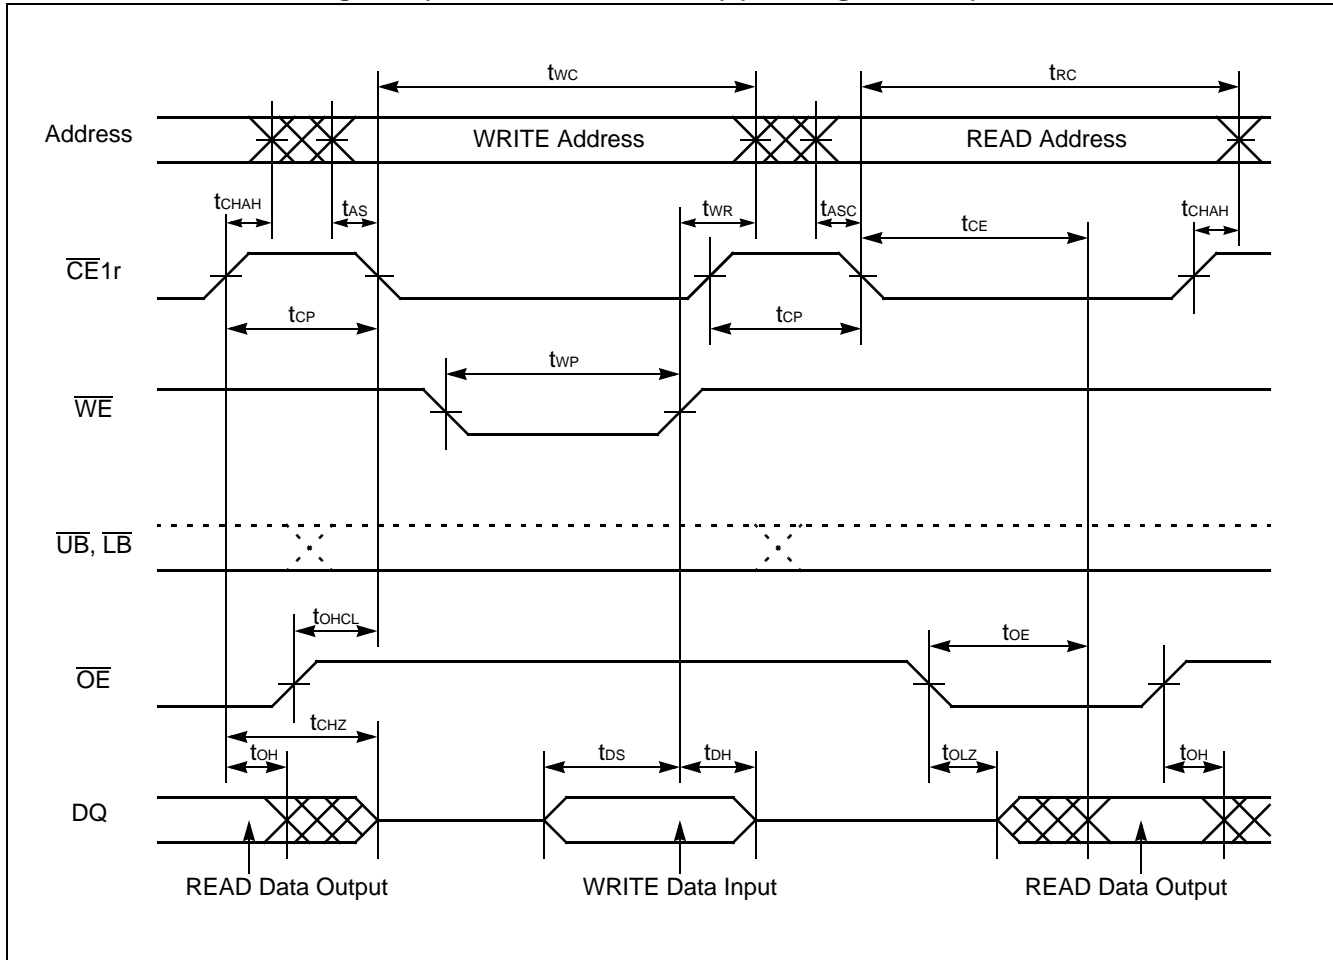 tWC tRC
Address WRITE Address READ Address
tCHAH tAS tWR tASC tCE tCHAH
CE1r
tCP tCP
tWP
WE
UB, LB
tOHCL tOE
OE
tCHZ
tOH tDS tDH tOLZ tOH
DQ
READ Data Output WRITE Data Input READ Data Output